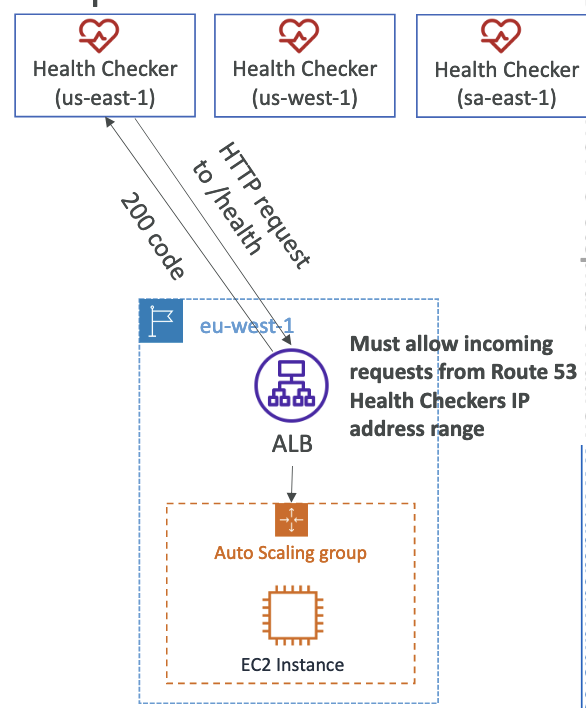 Health Checker
(us-east-1)
Health Checker
(us-west-1)
Health Checker
(sa-east-1)
HTTP request
to /health
200 code
eu-west-1
Must allow incoming
requests from Route 53
Health Checkers IP
address range
ALB
Auto Scaling group
EC2 Instance